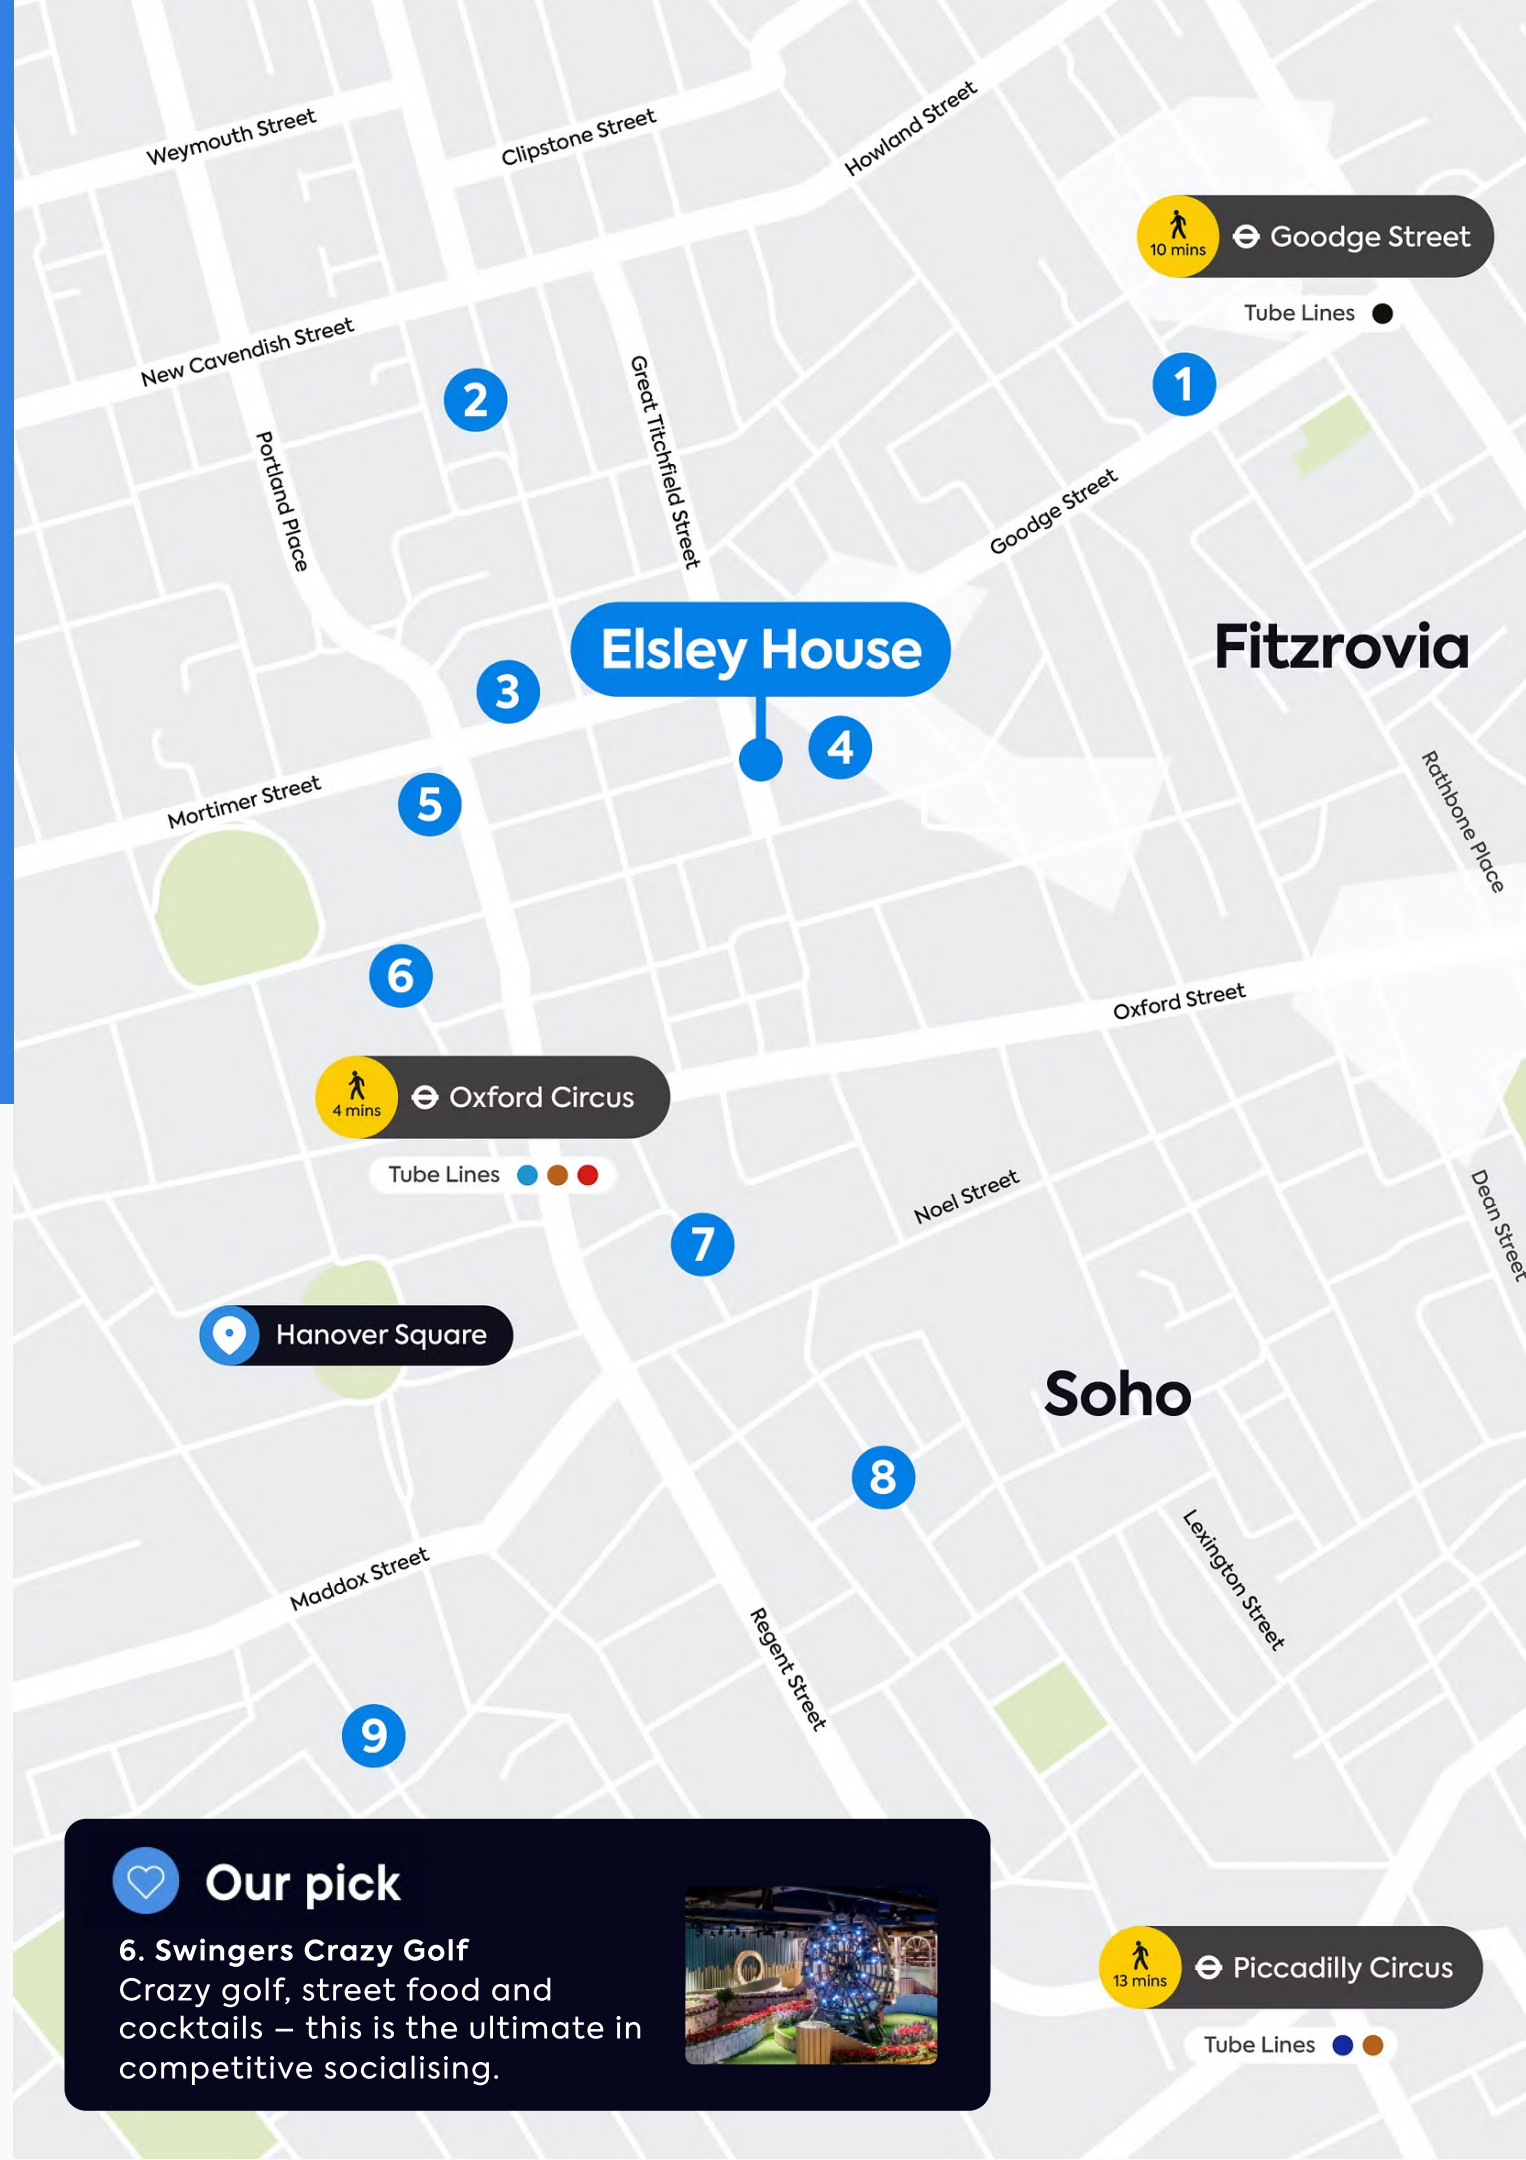 Weymouth Street
Clipstone Street
Howland Street
10 mins
Goodge Street
Tube Lines
New Cavendish Street
2
1
Great Titchfield Street
Portland Place
Goodge Street
Elsley House
Fitzrovia
3
4
Mortimer Street
5
Rathbone Place
6
Oxford Street
4 mins
Oxford Circus
Tube Lines
Noel Street
Dean Street
7
Hanover Square
Soho
8
Lexington Street
Maddox Street
Regent Street
9
Our pick
6. Swingers Crazy Golf
Crazy golf, street food and
cocktails – this is the ultimate in
competitive socialising.
13 mins
Piccadilly Circus
Tube Lines